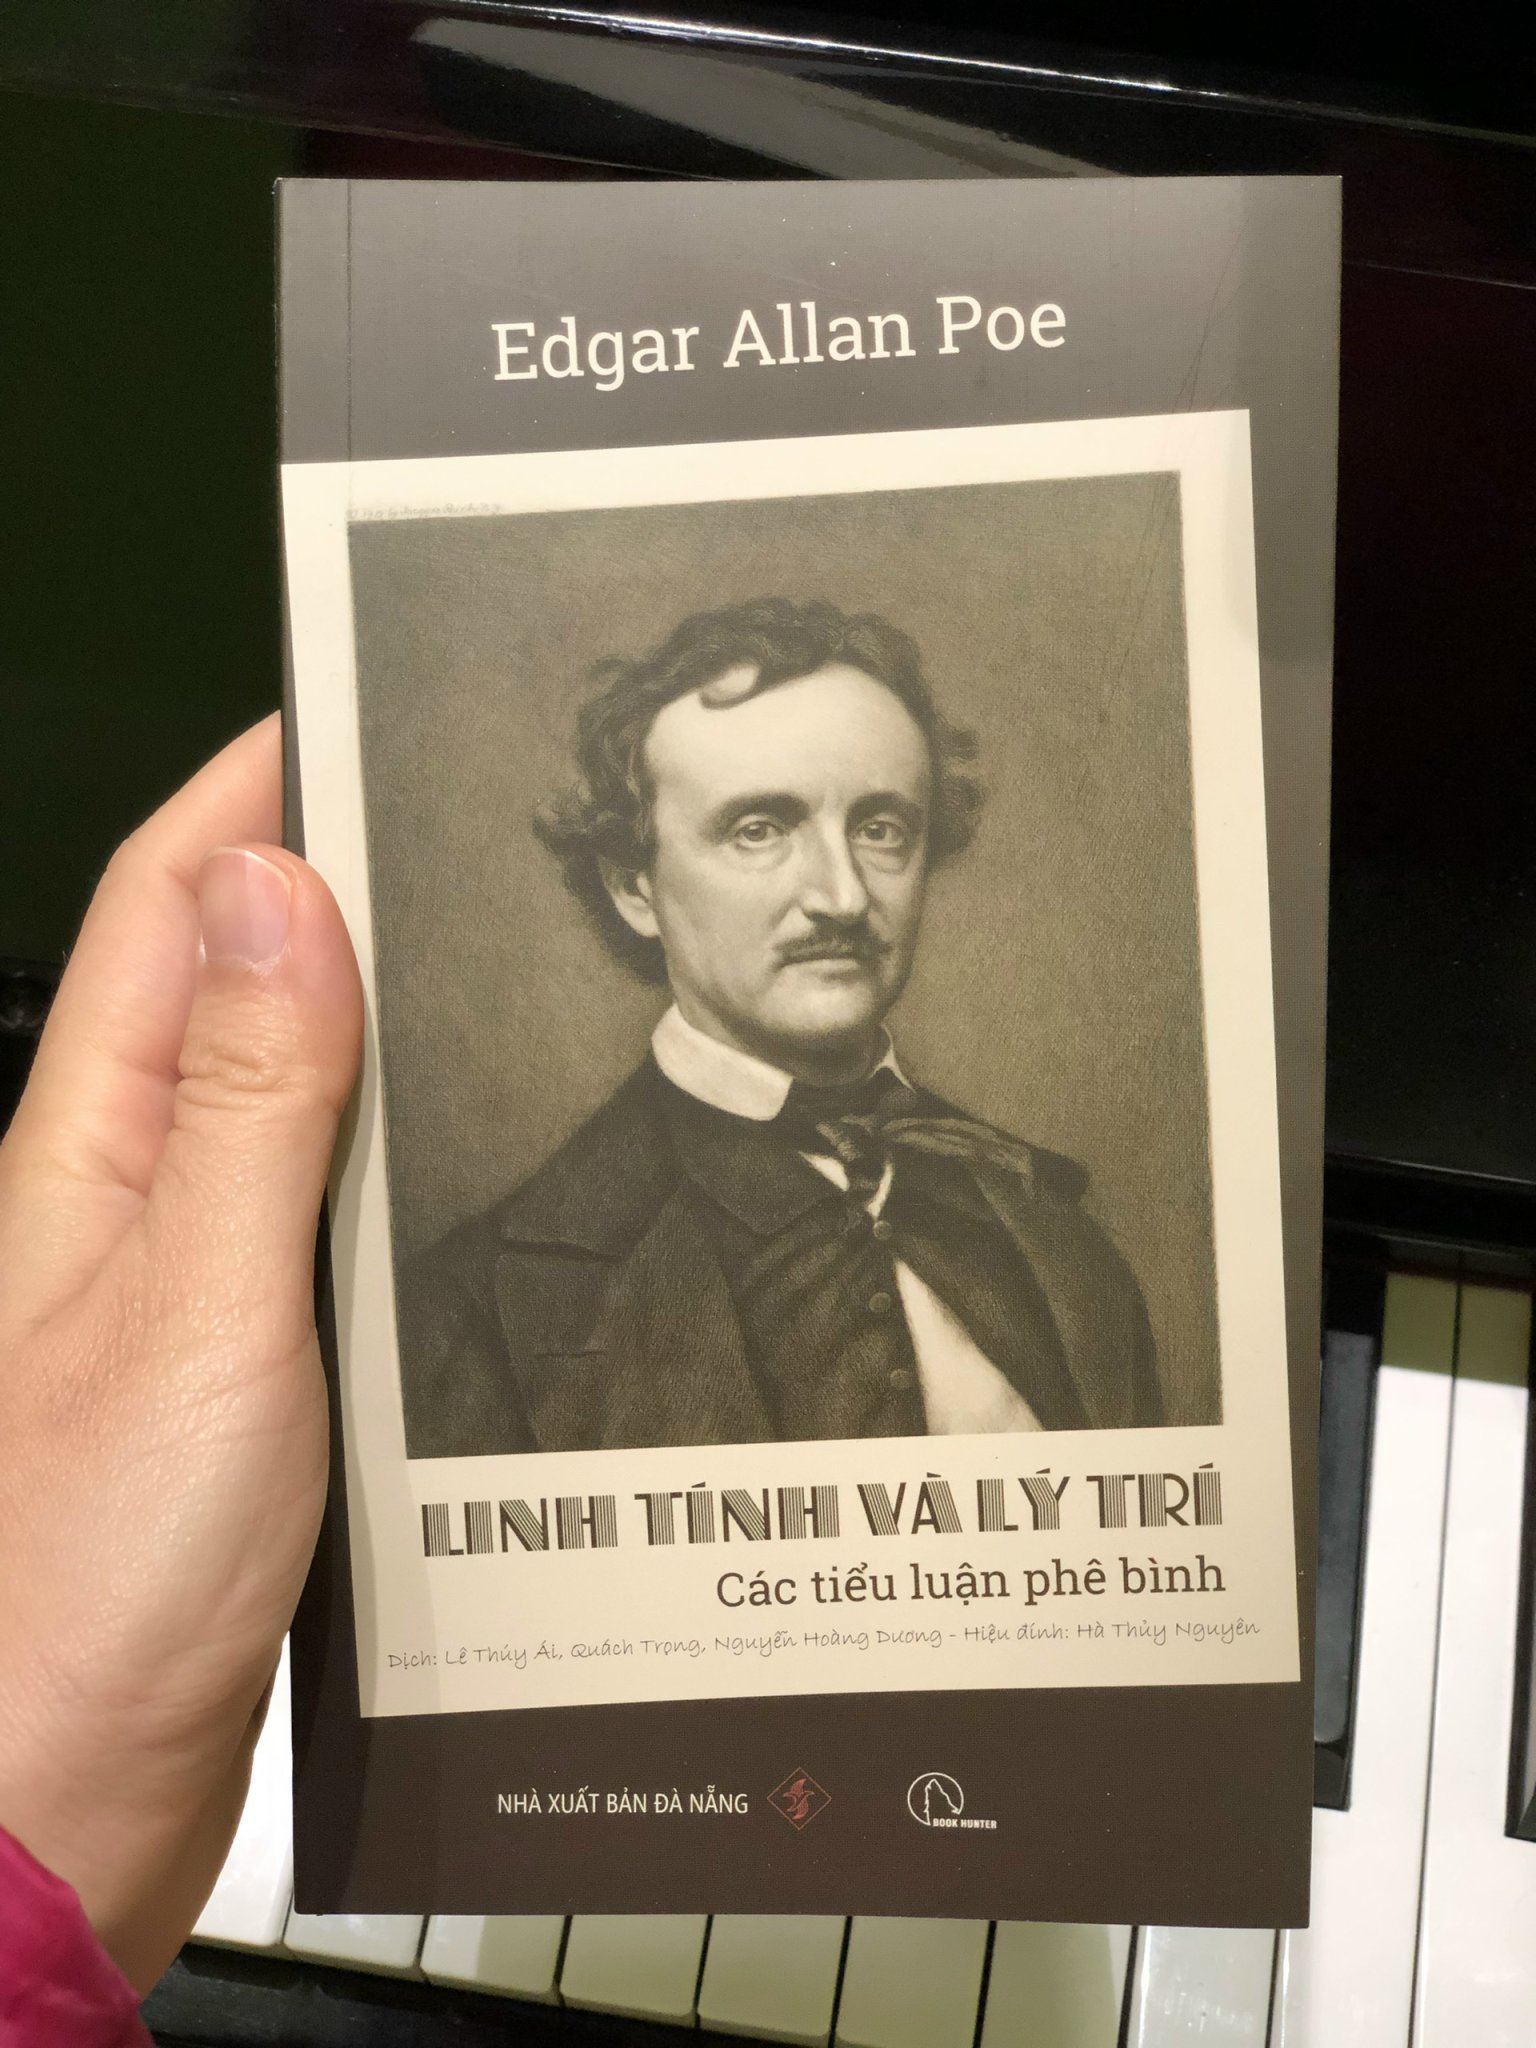 Edgar Allan Poe
LINH TÍNH VÀ LÝ TRÍ
Các tiểu luận phê bình
Dịch: Lê Thúy Ái, Quách Trọng, Nguyễn Hoàng Dương - Hiệu đính: Hà Thủy Nguyên
NHÀ XUẤT BẢN ĐÀ NẴNG
BOOK HUNTER